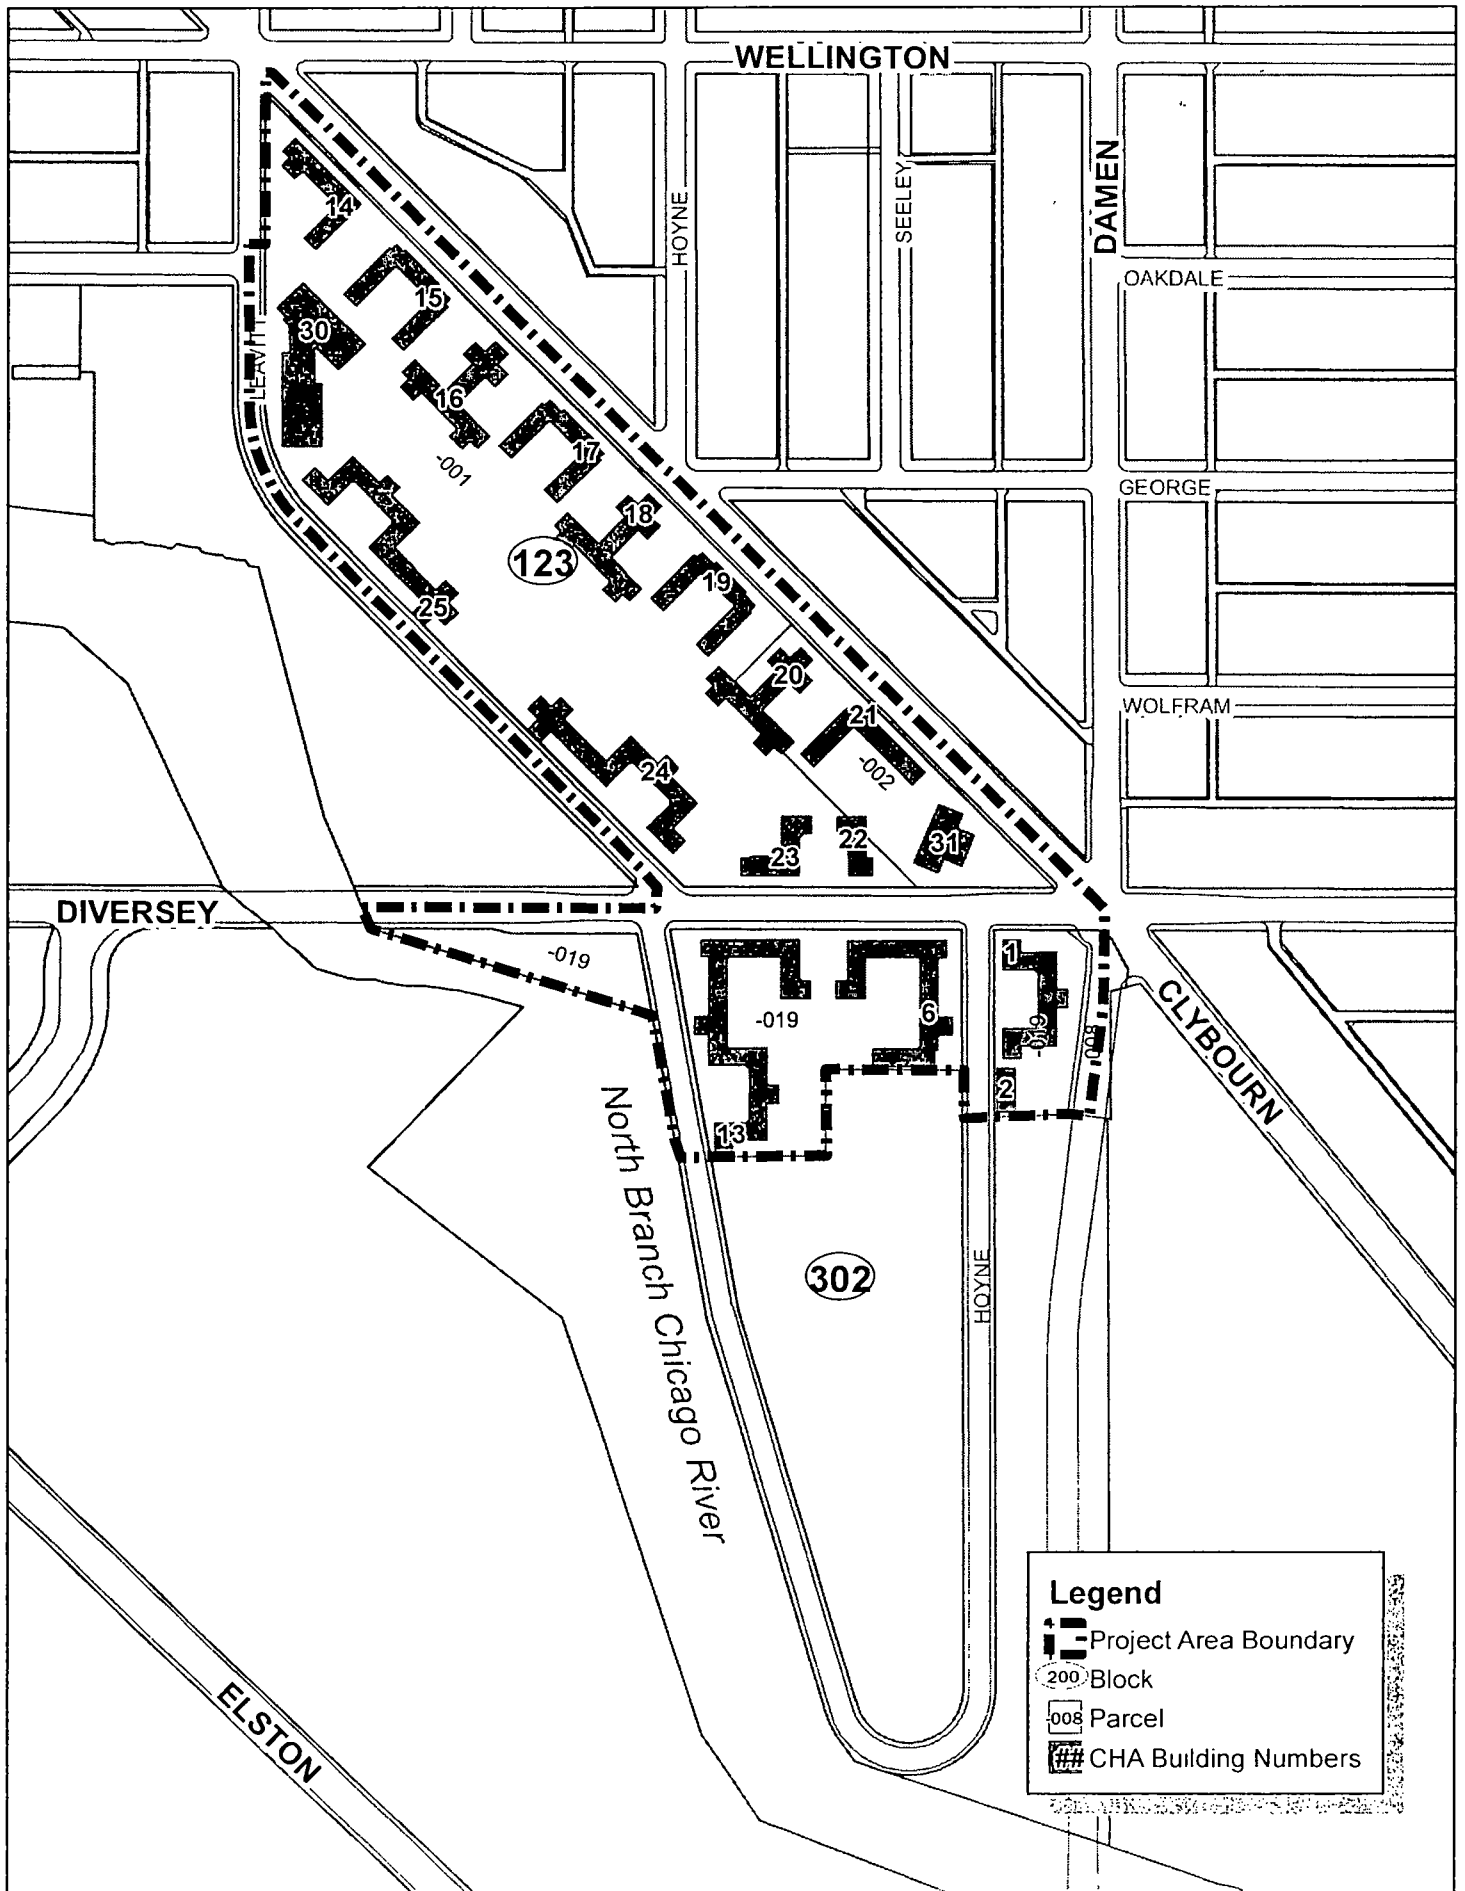 WELLINGTON
DAMEN
HOYNE
SEELEY
14
OAKDALE
15
30
LEAVITT
16
17
-001
GEORGE
18
123
19
25
20
WOLFRAM
21
24
-002
22
31
23
DIVERSEY
-019
1
6
-019
-019
-008
CLYBOURN
2
13
North Branch Chicago River
302
HOYNE
ELSTON
Legend
Project Area Boundary
200 Block
-008 Parcel
## CHA Building Numbers